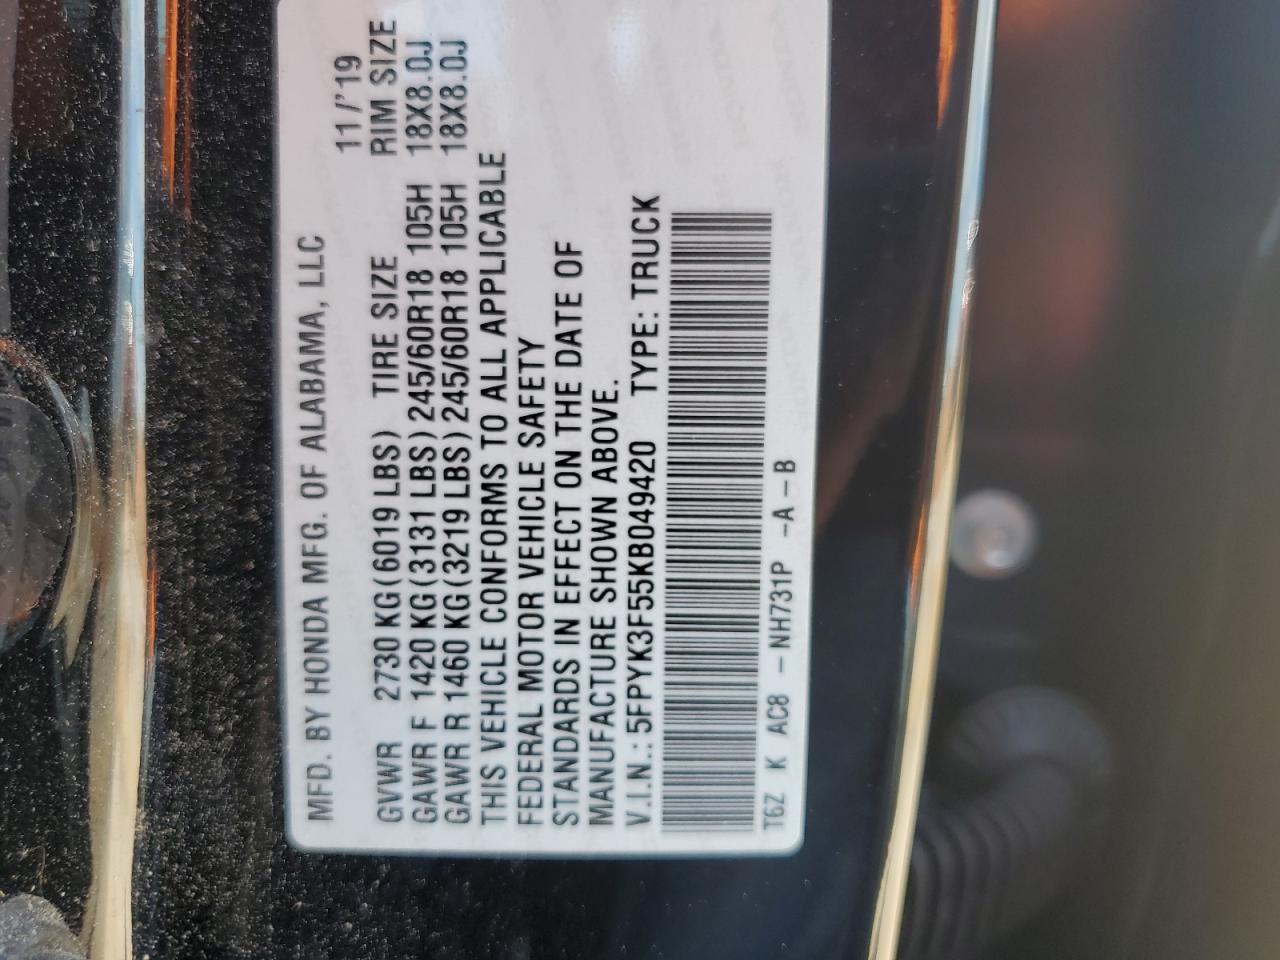 MFD. BY HONDA MFG. OF ALABAMA, LLC
11/'19
GVWR 2730 KG(6019 LBS) TIRE SIZE RIM SIZE
GAWR F 1420 KG(3131 LBS) 245/60R18 105H 18X8.0J
GAWR R 1460 KG(3219 LBS) 245/60R18 105H 18X8.0J
THIS VEHICLE CONFORMS TO ALL APPLICABLE
FEDERAL MOTOR VEHICLE SAFETY
STANDARDS IN EFFECT ON THE DATE OF
MANUFACTURE SHOWN ABOVE.
V.I.N.: 5FPYK3F55KB049420 TYPE: TRUCK
T6Z K AC8 - NH731P -A-B